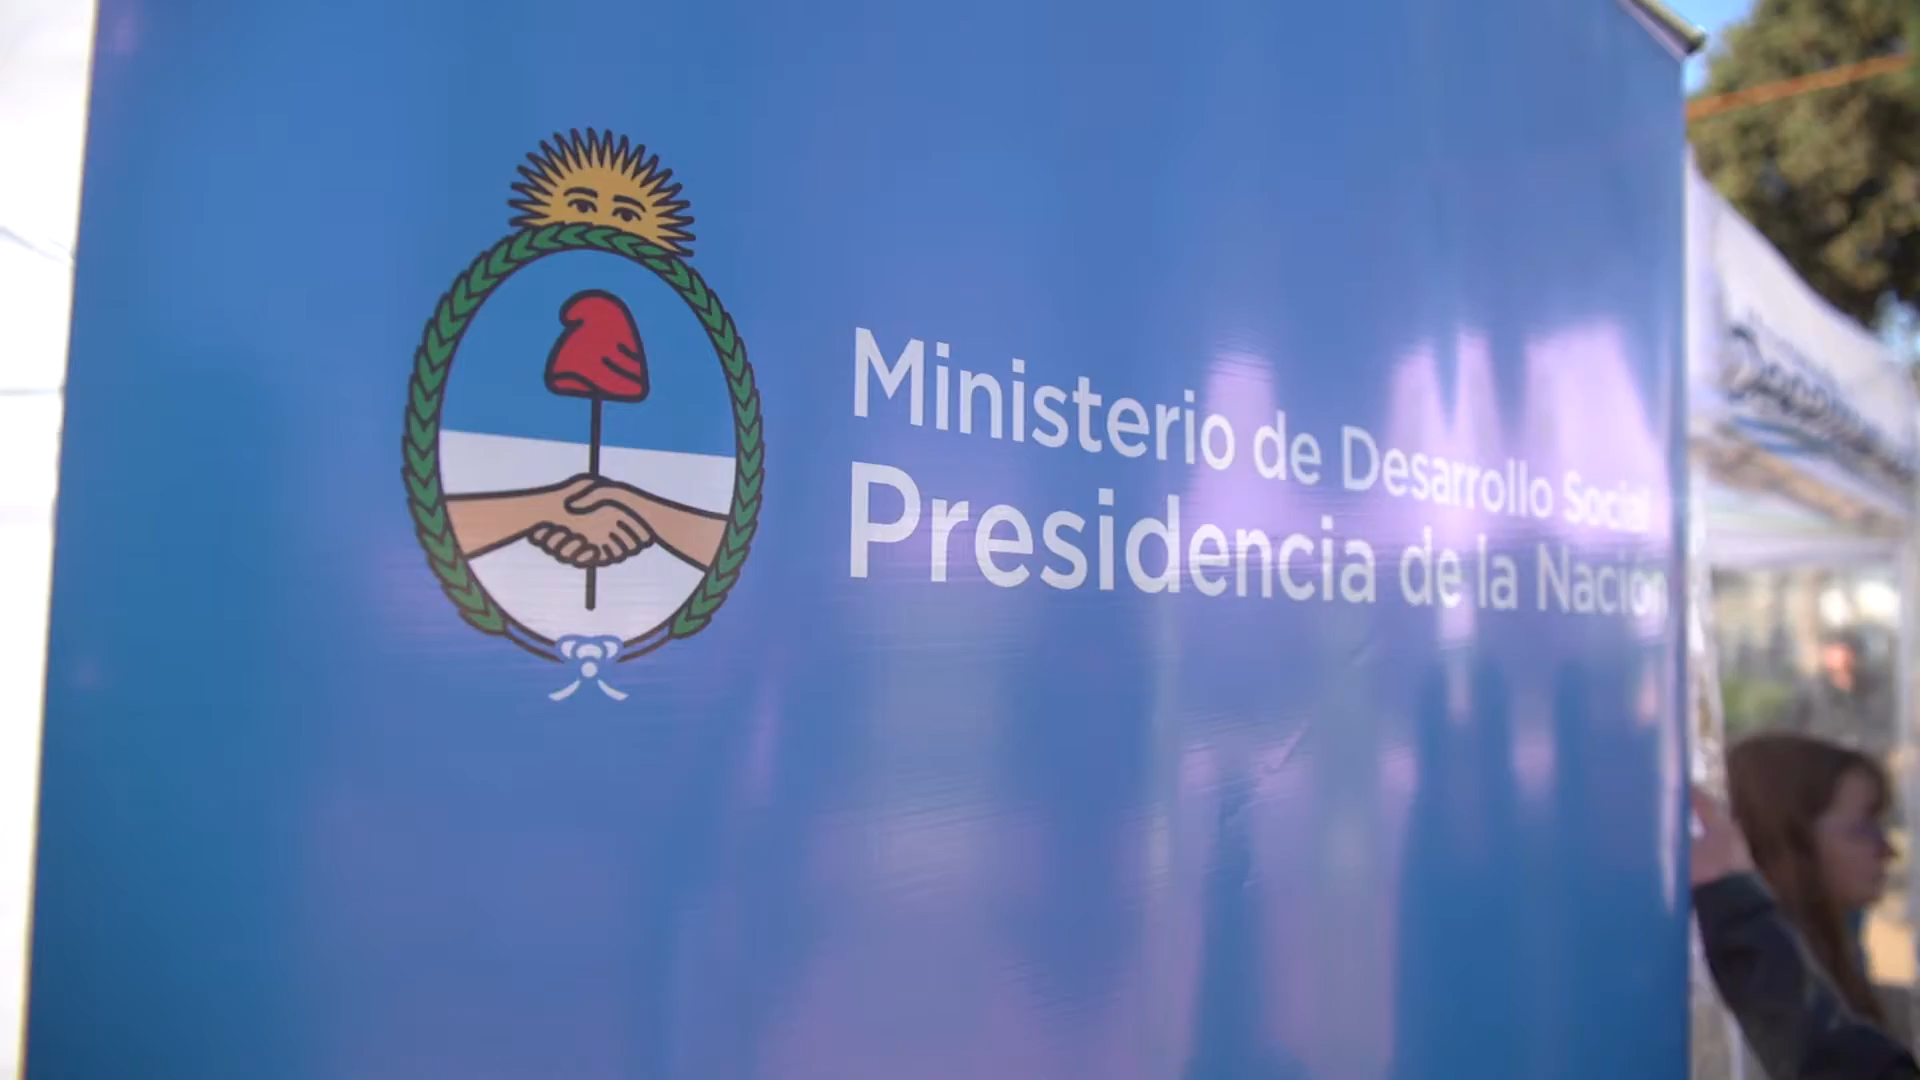 Ministerio de Desarrollo Social
Presidencia de la Nación